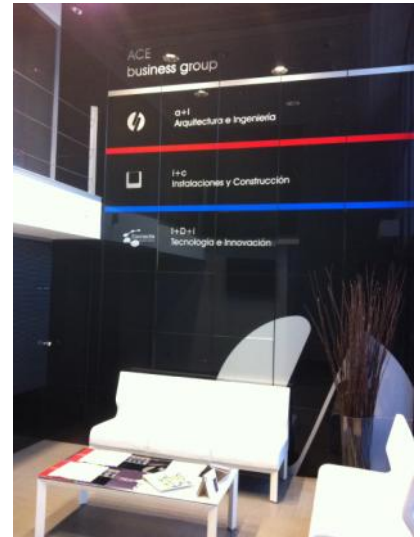 ACE
business group
a+i
Arquitectura e Ingeniería
i+c
Instalaciones y Construcción
I+D+i
Tecnología e Innovación